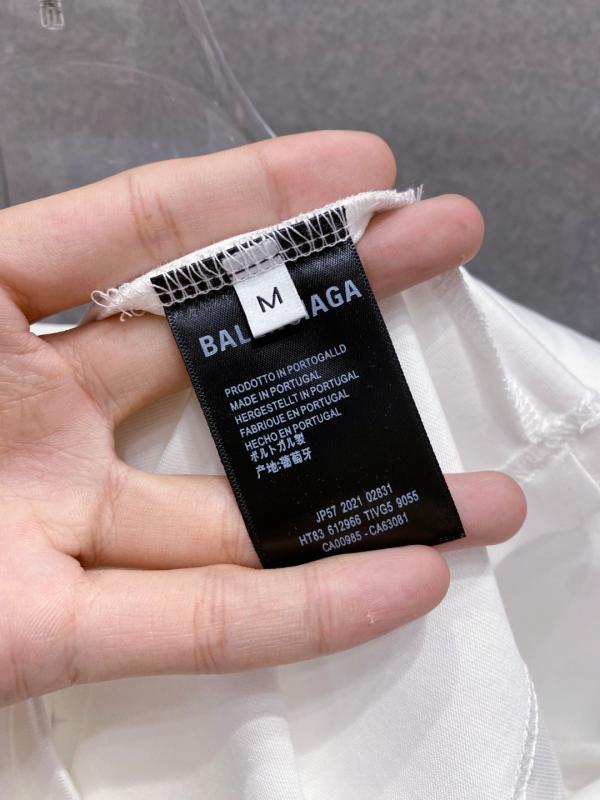 M
BAL NCIAGA
PRODOTTO IN PORTOGALLD
MADE IN PORTUGAL
HERGESTELLT IN PORTUGAL
FABRIQUE EN PORTUGAL
HECHO EN PORTUGAL
ポルトガル製
产地:葡萄牙
JP57 2021 02831
HT83 612966 TIVG5 9055
CA00985 - CA63081